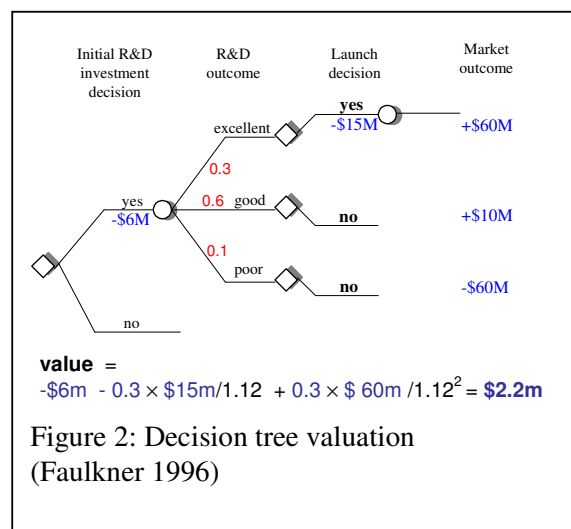 Initial R&D investment decision
R&D outcome
Launch decision
Market outcome
excellent
yes
-$15M
+$60M
0.3
yes
-$6M
0.6
good
no
+$10M
0.1
poor
no
-$60M
no
value =
-$6m - 0.3 × $15m/1.12 + 0.3 × $ 60m /1.12² = $2.2m
Figure 2: Decision tree valuation
(Faulkner 1996)